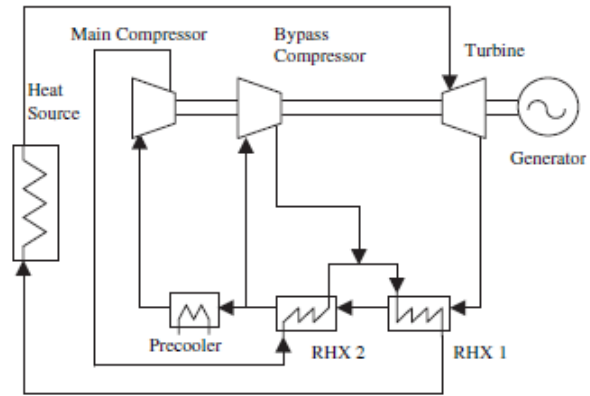 Main Compressor
Bypass
Compressor
Turbine
Heat
Source
Generator
Precooler
RHX 2
RHX 1